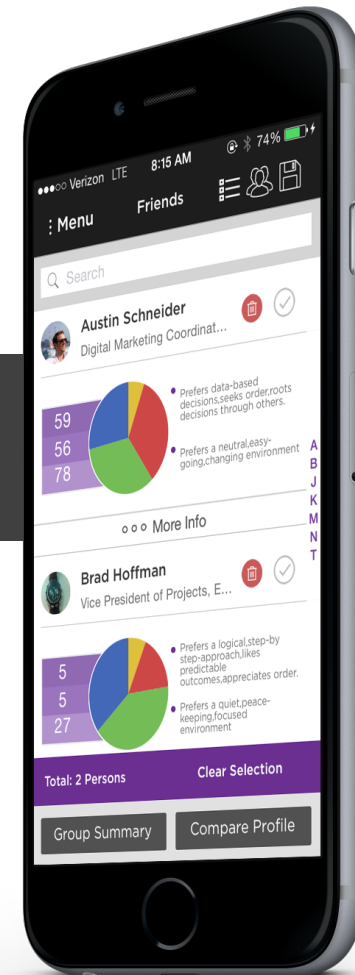 Verizon LTE 8:15 AM 74%
Menu Friends
Search
Austin Schneider
Digital Marketing Coordinat...
59
56
78
Prefers data-based
decisions,seeks order,roots
decisions through others.
Prefers a neutral,easy-
going,changing environment
A
B
J
K
M
N
T
More Info
Brad Hoffman
Vice President of Projects, E...
5
5
27
Prefers a logical,step-by
step-approach,likes
predictable
outcomes,appreciates order.
Prefers a quiet,peace-
keeping,focused
environment
Total: 2 Persons Clear Selection
Group Summary Compare Profile